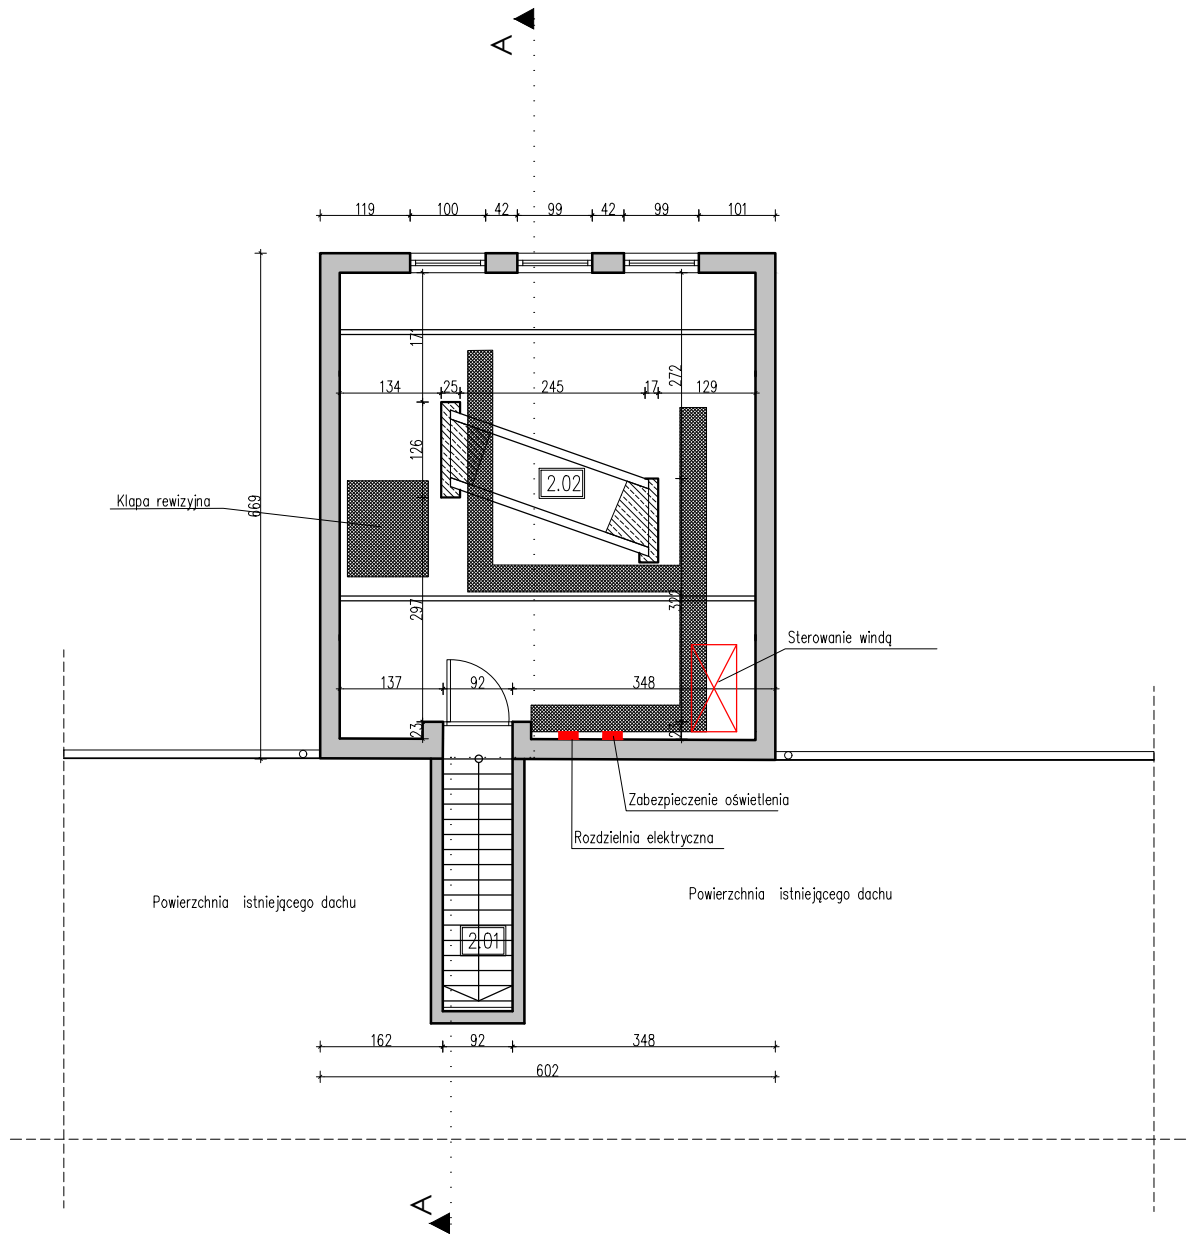 A
119 100 42 99 42 99 101
171
272
134 25 245 17 129
126
2.02
Klapa rewizyjna
669
297
Sterowanie windą
137 92 348
23
Zabezpieczenie oświetlenia
Rozdzielnia elektryczna
Powierzchnia istniejącego dachu
Powierzchnia istniejącego dachu
2.01
162 92 348
602
A